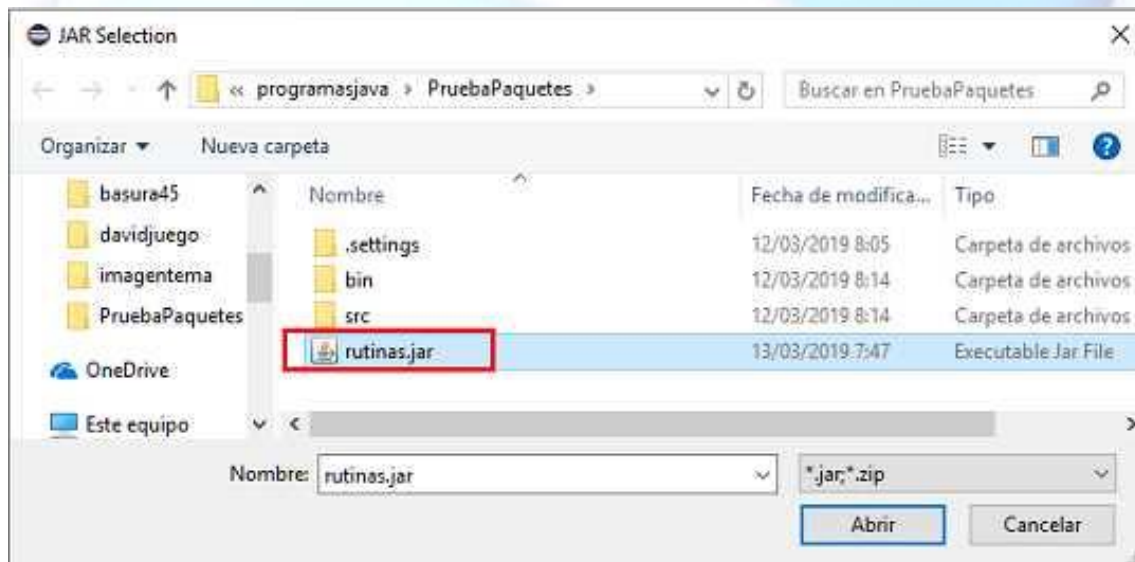 JAR Selection
« programasjava › PruebaPaquetes ›
Buscar en PruebaPaquetes
Organizar
Nueva carpeta
basura45
davidjuego
imagentema
PruebaPaquetes
OneDrive
Este equipo
Nombre
Fecha de modifica...
Tipo
.settings
12/03/2019 8:05
Carpeta de archivos
bin
12/03/2019 8:14
Carpeta de archivos
src
12/03/2019 8:14
Carpeta de archivos
rutinas.jar
13/03/2019 7:47
Executable Jar File
Nombre:
rutinas.jar
*.jar;*.zip
Abrir
Cancelar